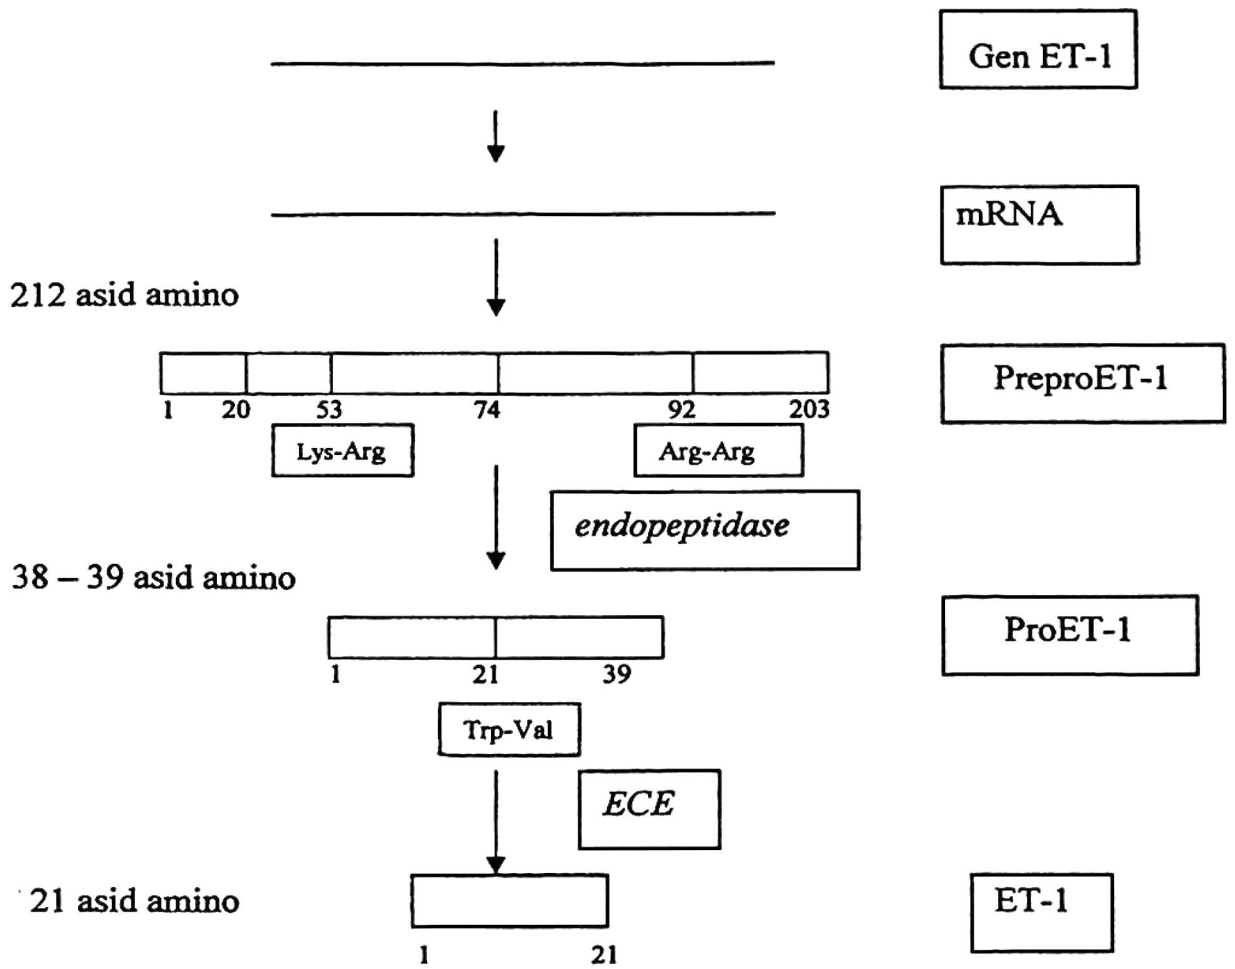 Gen ET-1
mRNA
212 asid amino
PreproET-1
1 20 53 74 92 203
Lys-Arg Arg-Arg
endopeptidase
38 – 39 asid amino
ProET-1
1 21 39
Trp-Val
ECE
21 asid amino
ET-1
1 21